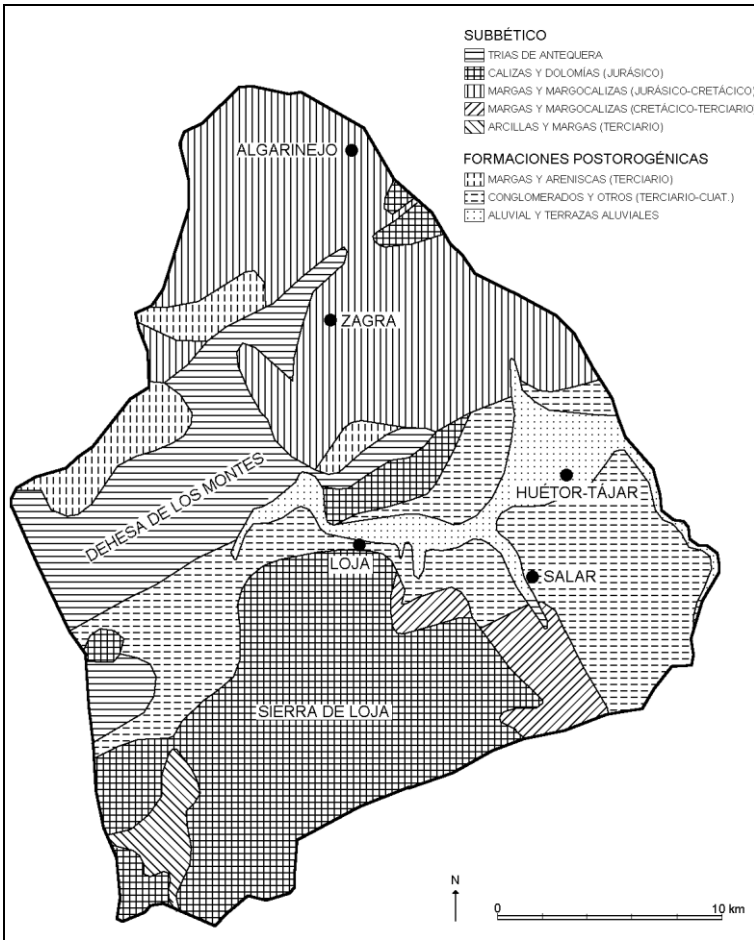 SUBBÉTICO
TRIAS DE ANTEQUERA
CALIZAS Y DOLOMÍAS (JURÁSICO)
MARGAS Y MARGOCALIZAS (JURÁSICO-CRETÁCICO)
MARGAS Y MARGOCALIZAS (CRETÁCICO-TERCIARIO)
ARCILLAS Y MARGAS (TERCIARIO)
FORMACIONES POSTOROGÉNICAS
MARGAS Y ARENISCAS (TERCIARIO)
CONGLOMERADOS Y OTROS (TERCIARIO-CUAT.)
ALUVIAL Y TERRAZAS ALUVIALES
ALGARINEJO
ZAGRA
DEHESA DE LOS MONTES
HUÉTOR-TÁJAR
LOJA
SALAR
SIERRA DE LOJA
N
0 10 km